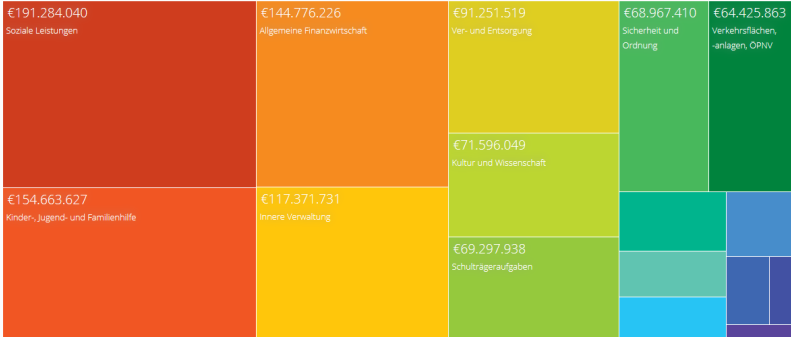 €191.284.040
Soziale Leistungen
€154.663.627
Kinder-, Jugend- und Familienhilfe
€144.776.226
Allgemeine Finanzwirtschaft
€117.371.731
Innere Verwaltung
€91.251.519
Ver- und Entsorgung
€71.596.049
Kultur und Wissenschaft
€69.297.938
Schulträgeraufgaben
€68.967.410
Sicherheit und
Ordnung
€64.425.863
Verkehrsflächen,
-anlagen, ÖPNV